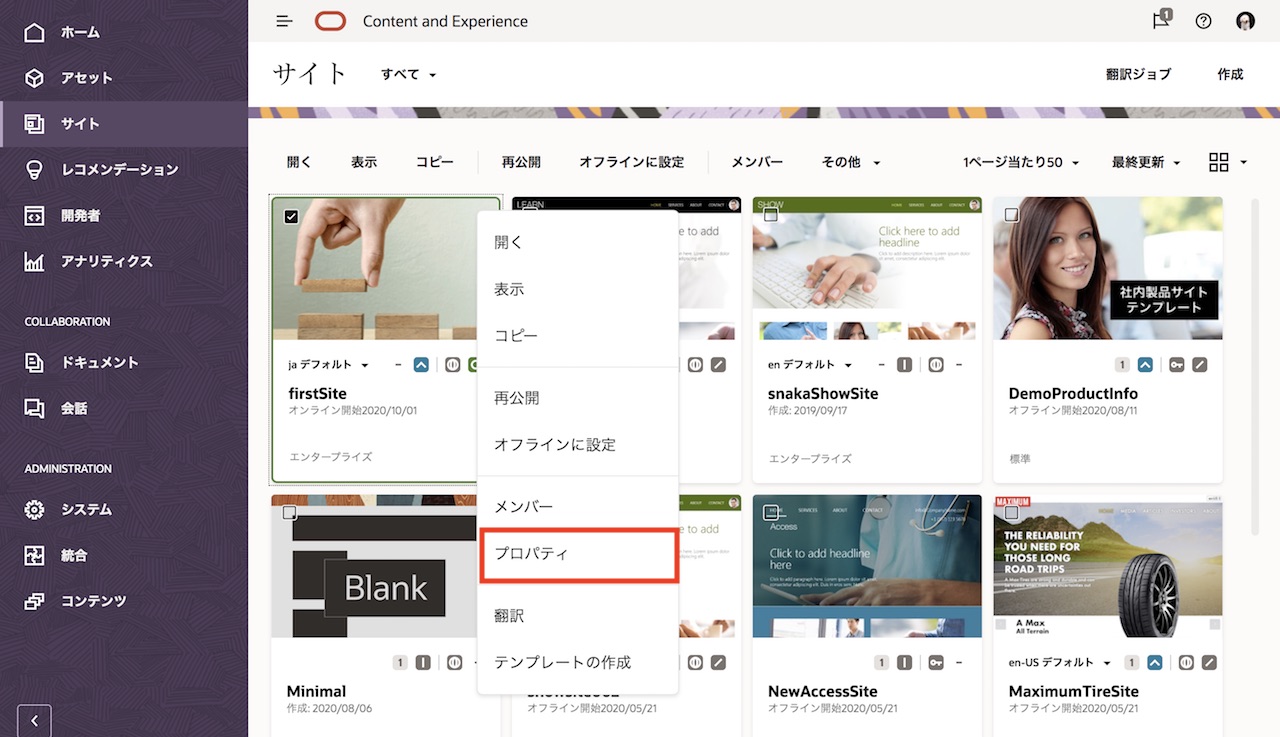 ホーム
アセット
サイト
レコメンデーション
開発者
アナリティクス
COLLABORATION
ドキュメント
会話
ADMINISTRATION
システム
統合
コンテンツ
Content and Experience
1
サイト
すべて
翻訳ジョブ
作成
開く
表示
コピー
再公開
オフラインに設定
メンバー
その他
1ページ当たり50
最終更新
ja デフォルト
firstSite
オンライン開始2020/10/01
エンタープライズ
LEARN
HOME SERVICES ABOUT CONTACT
開く
表示
コピー
再公開
オフラインに設定
メンバー
プロパティ
翻訳
テンプレートの作成
SHOW
HOME SERVICES ABOUT CONTACT
Click here to add
headline
en デフォルト
snakaShowSite
作成: 2019/09/17
エンタープライズ
社内製品サイト
テンプレート
1
DemoProductInfo
オフライン開始2020/08/11
標準
Blank
1
Minimal
作成: 2020/08/06
オフライン開始2020/05/21
HOME SERVICES ABOUT CONTACT
Access
Click to add headline
here
1
NewAccessSite
オフライン開始2020/05/21
MAXIMUM
THE RELIABILITY
YOU NEED FOR
THOSE LONG
ROAD TRIPS
A Max
All Terrain
en-US デフォルト
1
MaximumTireSite
オフライン開始2020/05/21